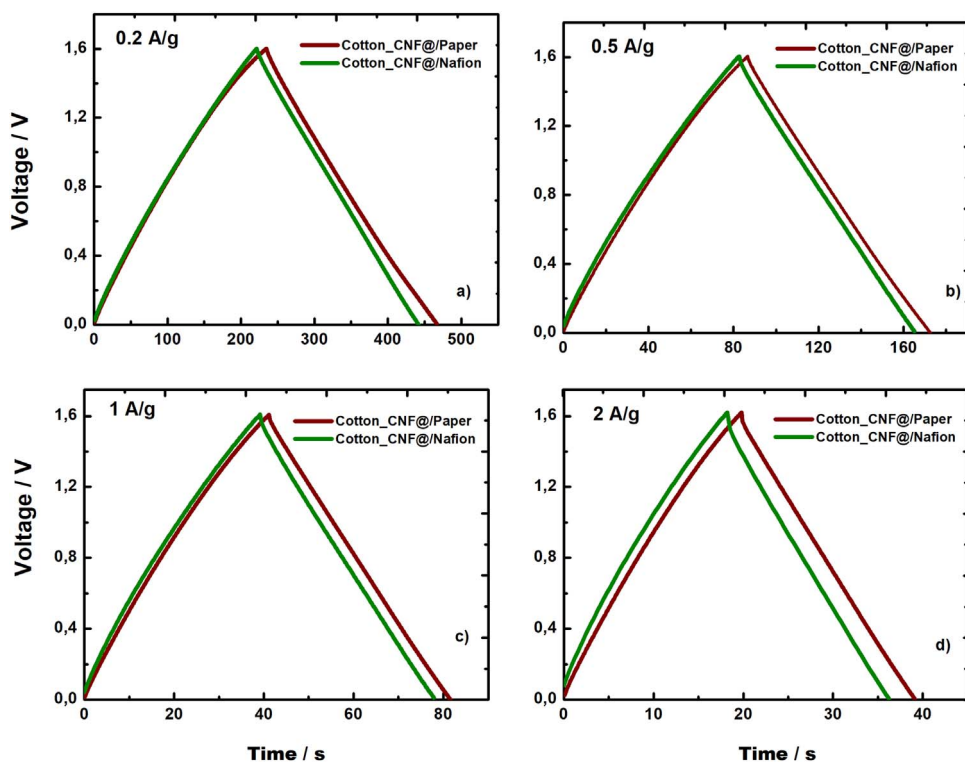 0.2 A/g
Cotton_CNF@/Paper
Cotton_CNF@/Nafion
Voltage / V
1,6
1,2
0,8
0,4
0,0
0 100 200 300 400 500
a)
0.5 A/g
Cotton_CNF@/Paper
Cotton_CNF@/Nafion
1,6
1,2
0,8
0,4
0,0
0 40 80 120 160
b)
1 A/g
Cotton_CNF@/Paper
Cotton_CNF@/Nafion
Voltage / V
1,6
1,2
0,8
0,4
0,0
0 20 40 60 80
c)
Time / s
2 A/g
Cotton_CNF@/Paper
Cotton_CNF@/Nafion
1,6
1,2
0,8
0,4
0,0
0 10 20 30 40
d)
Time / s